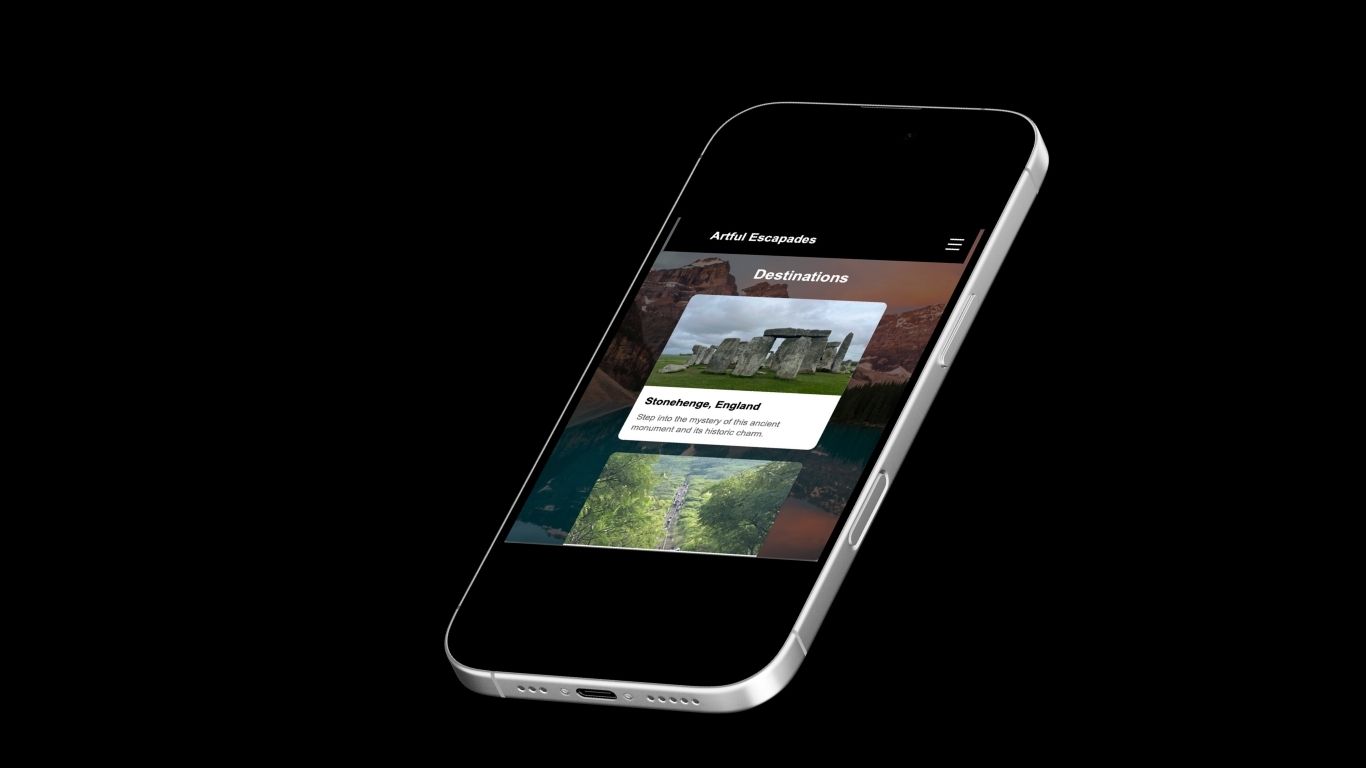 Artful Escapades
Destinations
Stonehenge, England
Step into the mystery of this ancient
monument and its historic charm.